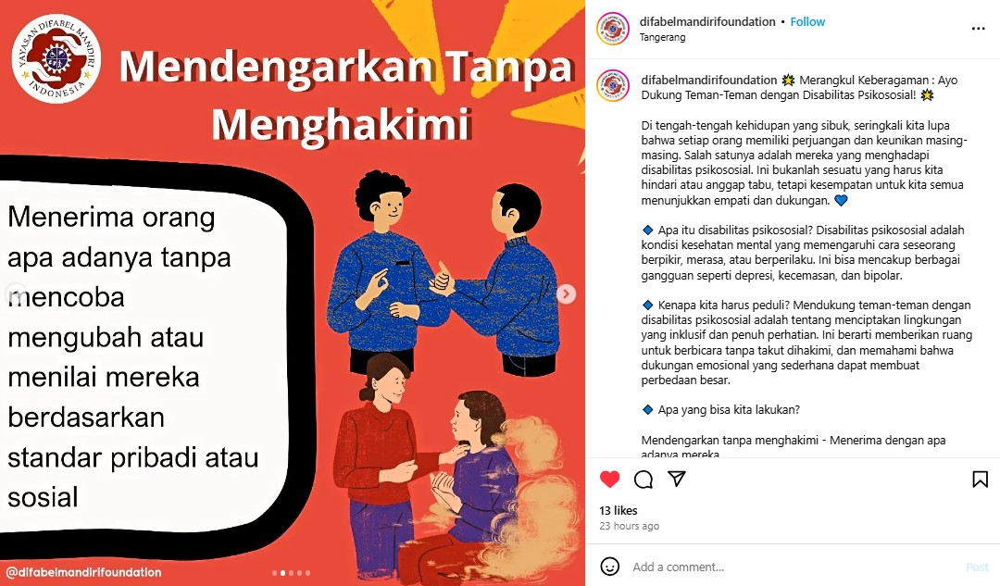 YAYASAN DIFABEL MANDIRI
INDONESIA
Mendengarkan Tanpa
Menghakimi
Menerima orang
apa adanya tanpa
mencoba
mengubah atau
menilai mereka
berdasarkan
standar pribadi atau
sosial
@difabelmandirifoundation
difabelmandirifoundation • Follow
Tangerang
difabelmandirifoundation 🌟 Merangkul Keberagaman : Ayo
Dukung Teman-Teman dengan Disabilitas Psikososial! 🌟
Di tengah-tengah kehidupan yang sibuk, seringkali kita lupa
bahwa setiap orang memiliki perjuangan dan keunikan masing-
masing. Salah satunya adalah mereka yang menghadapi
disabilitas psikososial. Ini bukanlah sesuatu yang harus kita
hindari atau anggap tabu, tetapi kesempatan untuk kita semua
menunjukkan empati dan dukungan. 💙
🔹 Apa itu disabilitas psikososial? Disabilitas psikososial adalah
kondisi kesehatan mental yang memengaruhi cara seseorang
berpikir, merasa, atau berperilaku. Ini bisa mencakup berbagai
gangguan seperti depresi, kecemasan, dan bipolar.
🔹 Kenapa kita harus peduli? Mendukung teman-teman dengan
disabilitas psikososial adalah tentang menciptakan lingkungan
yang inklusif dan penuh perhatian. Ini berarti memberikan ruang
untuk berbicara tanpa takut dihakimi, dan memahami bahwa
dukungan emosional yang sederhana dapat membuat
perbedaan besar.
🔹 Apa yang bisa kita lakukan?
Mendengarkan tanpa menghakimi - Menerima dengan apa
adanya mereka
13 likes
23 hours ago
Add a comment...
Post